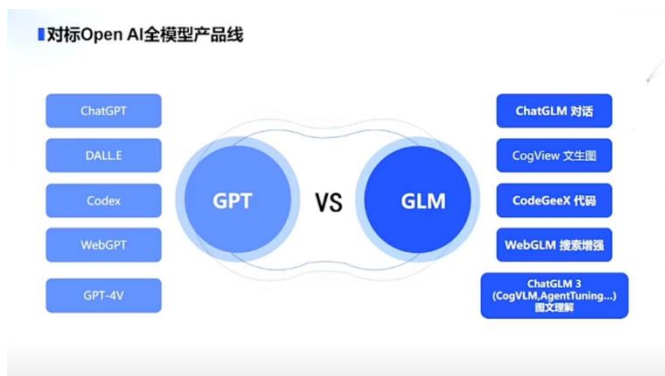 对标Open AI全模型产品线
ChatGPT
DALL.E
Codex
WebGPT
GPT-4V
GPT
VS
GLM
ChatGLM 对话
CogView 文生图
CodeGeeX 代码
WebGLM 搜索增强
ChatGLM 3
(CogVLM,AgentTuning...)
图文理解